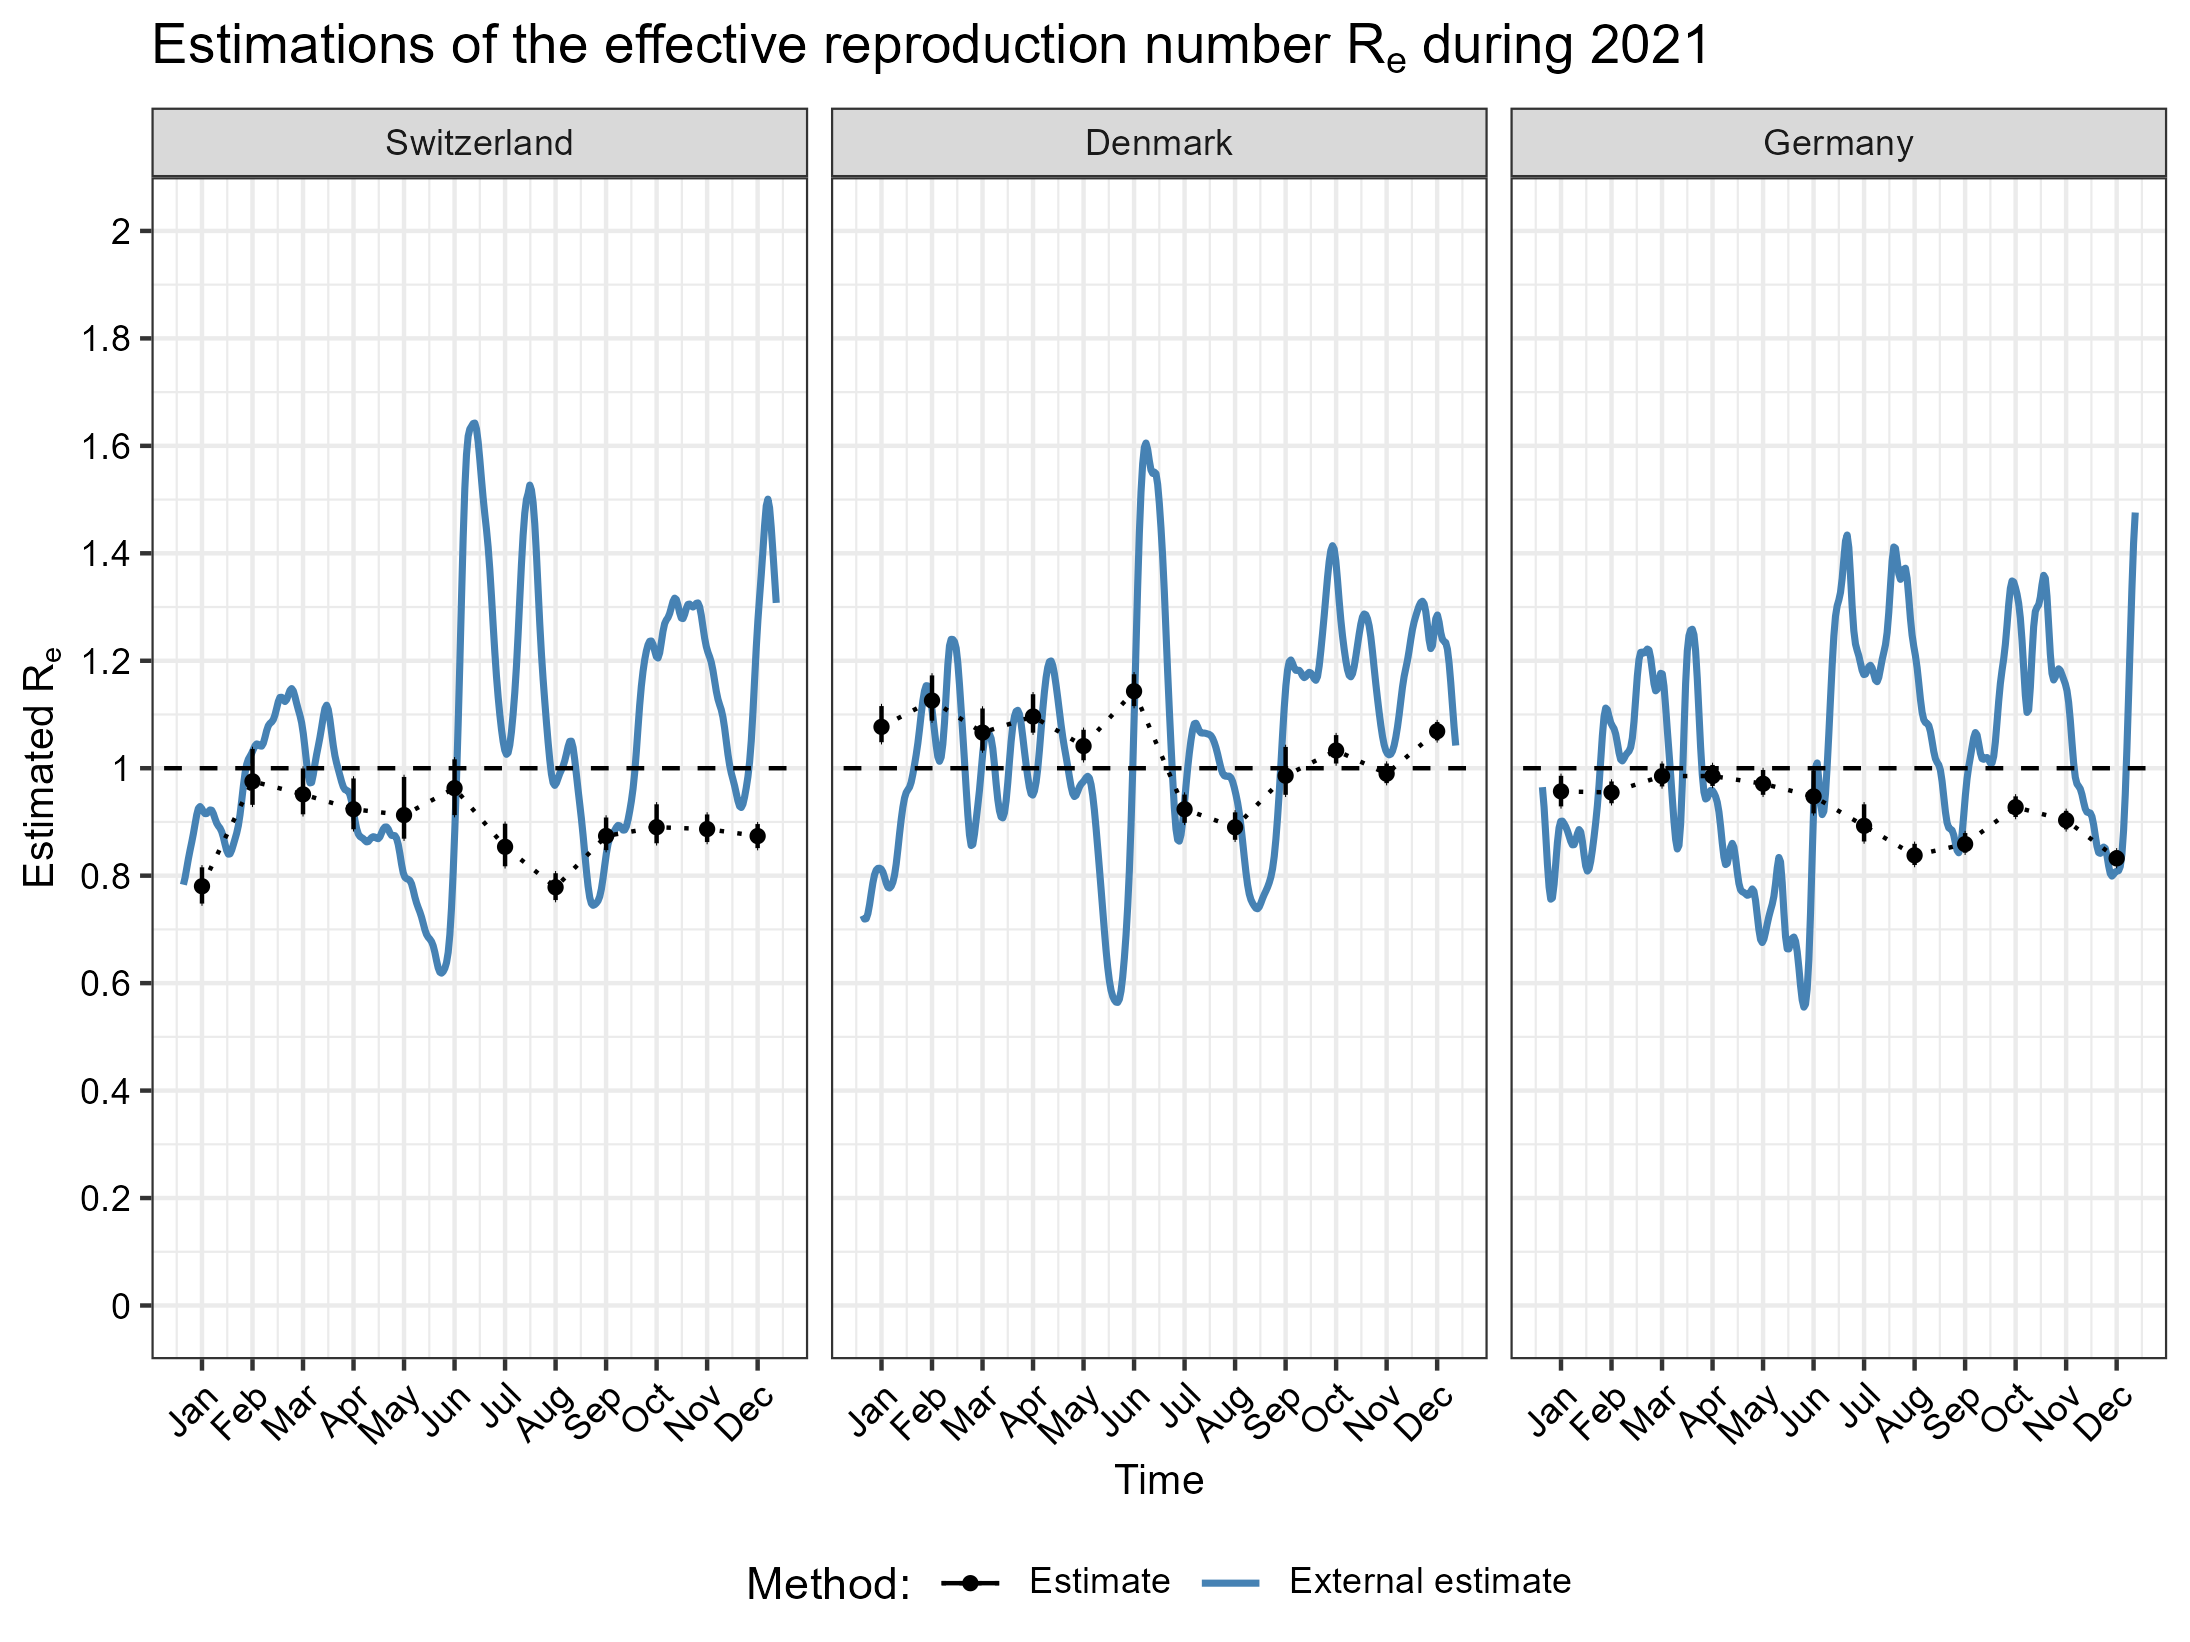 Estimations of the effective reproduction number Re during 2021
Switzerland Denmark Germany
Estimated Re
2
1.8
1.6
1.4
1.2
1
0.8
0.6
0.4
0.2
0
Jan Feb Mar Apr May Jun Jul Aug Sep Oct Nov Dec Jan Feb Mar Apr May Jun Jul Aug Sep Oct Nov Dec Jan Feb Mar Apr May Jun Jul Aug Sep Oct Nov Dec
Time
Method: Estimate External estimate